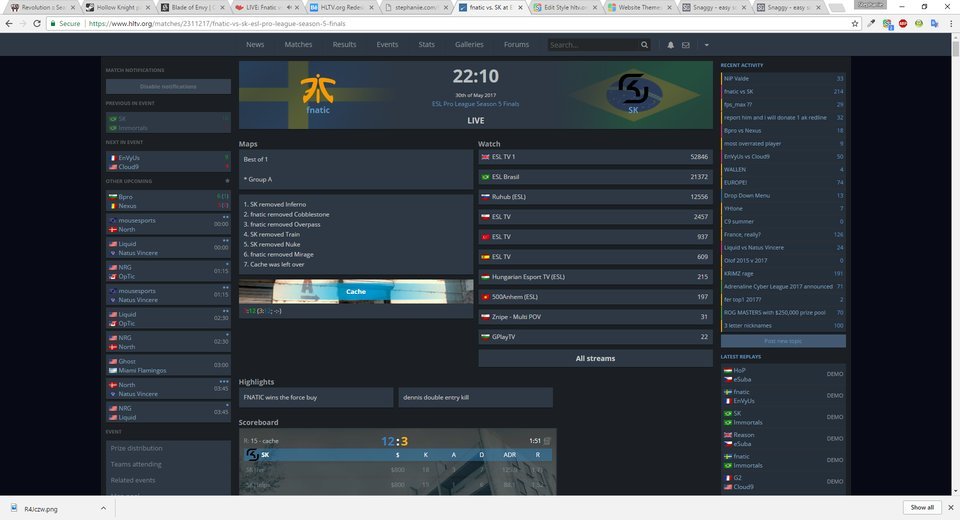 Revolution :: Sea
Hollow Knight p
Blade of Envy | G
LIVE: Fnatic v
HLTV.org Redes
stephanie.com/
fnatic vs. SK at E
Edit Style hltv.or
Website Themes
Snaggy - easy s
Snaggy - easy s
Stephanie
Secure
https://www.hltv.org/matches/2311217/fnatic-vs-sk-esl-pro-league-season-5-finals
News
Matches
Results
Events
Stats
Galleries
Forums
Search...
MATCH NOTIFICATIONS
Disable notifications
PREVIOUS IN EVENT
SK
Immortals
NEXT IN EVENT
EnVyUs
Cloud9
OTHER UPCOMING
Bpro
Nexus
mousesports
North
00:00
Liquid
Natus Vincere
00:00
NRG
OpTic
01:15
mousesports
Natus Vincere
01:15
Liquid
OpTic
02:30
NRG
North
02:30
Ghost
Miami Flamingos
03:00
North
Natus Vincere
03:45
NRG
Liquid
03:45
EVENT
Prize distribution
Teams attending
Related events
fnatic
22:10
30th of May 2017
ESL Pro League Season 5 Finals
LIVE
SK
Maps
Best of 1
* Group A
1. SK removed Inferno
2. fnatic removed Cobblestone
3. fnatic removed Overpass
4. SK removed Train
5. SK removed Nuke
6. fnatic removed Mirage
7. Cache was left over
Cache
Watch
ESL TV 1 52846
ESL Brasil 21372
Ruhub (ESL) 12556
ESL TV 2457
ESL TV 937
ESL TV 609
Hungarian Esport TV (ESL) 215
500Anhem (ESL) 197
Znipe - Multi POV 31
GPlayTV 22
All streams
Highlights
FNATIC wins the force buy
dennis double entry kill
Scoreboard
R: 15 - cache
12:3
1:51
SK $ K A D ADR R
RECENT ACTIVITY
NiP Valde 33
fnatic vs SK 214
fps_max ?? 29
report him and i will donate 1 ak redline 32
Bpro vs Nexus 18
most overrated player 9
EnVyUs vs Cloud9 50
WALLEN 4
EUROPE! 74
Drop Down Menu 13
YHtone 7
C9 summer 0
France, really? 126
Liquid vs Natus Vincere 24
Olof 2015 v 2017 0
KRIMZ rage 191
Adrenaline Cyber League 2017 announced 71
fer top1 2017? 2
ROG MASTERS with $250,000 prize pool 70
3 letter nicknames 100
Post new topic
LATEST REPLAYS
HoP
eSuba
DEMO
fnatic
EnVyUs
DEMO
SK
Immortals
DEMO
Reason
eSuba
DEMO
fnatic
Immortals
DEMO
G2
Cloud9
DEMO
R4Jczw.png
Show all